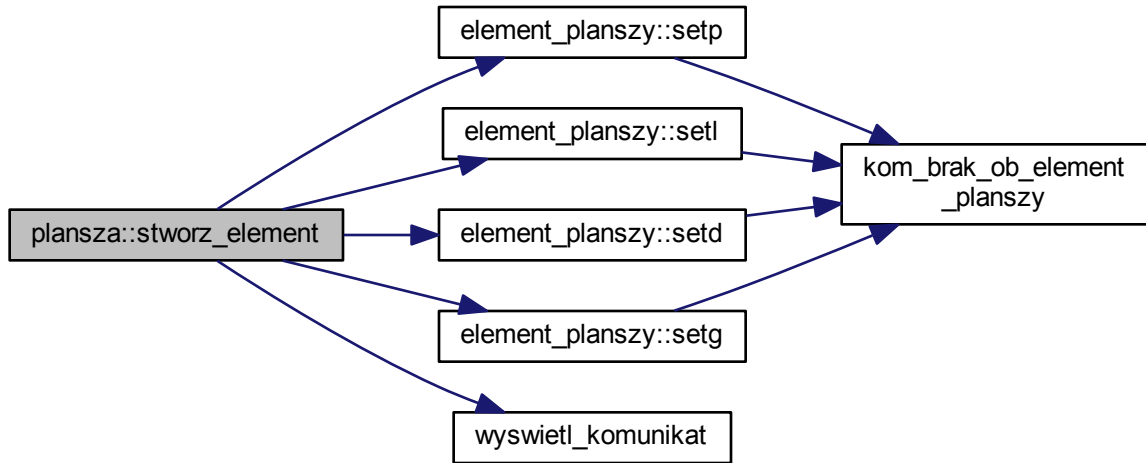 element_planszy::setp
element_planszy::setl
kom_brak_ob_element
_planszy
plansza::stworz_element
element_planszy::setd
element_planszy::setg
wyswietl_komunikat